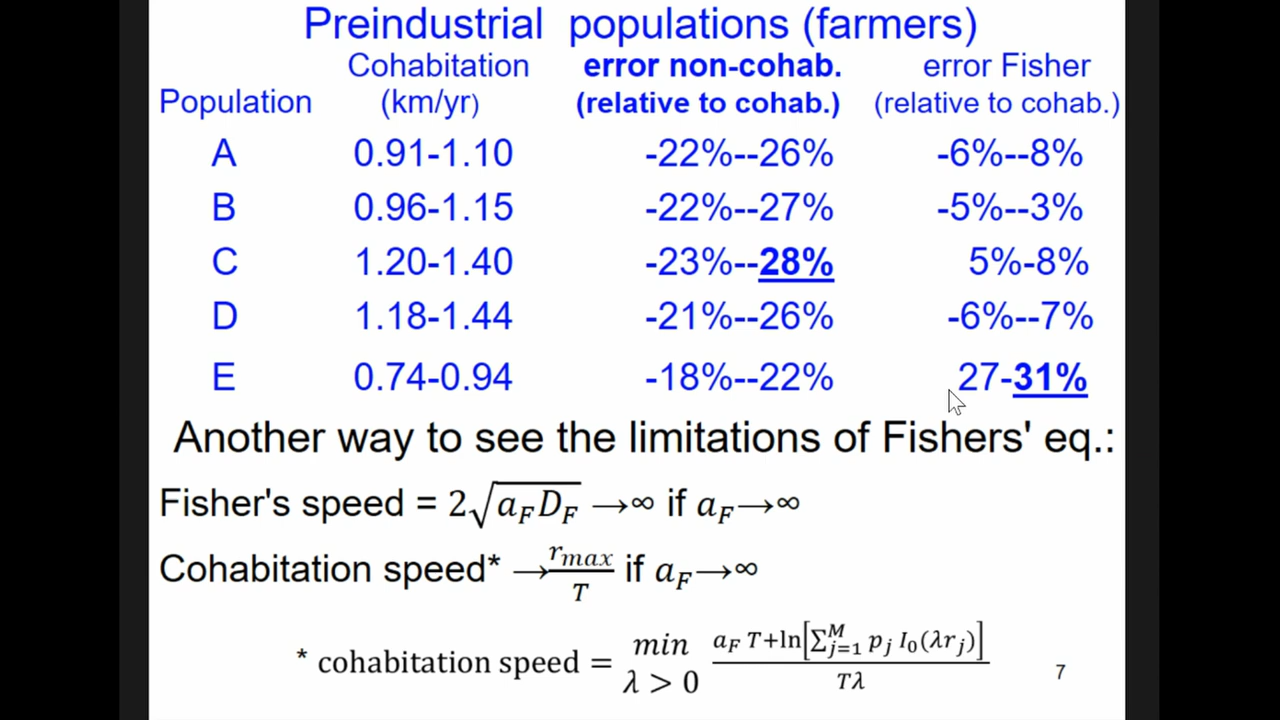 Preindustrial populations (farmers)
Population Cohabitation (km/yr) error non-cohab. (relative to cohab.) error Fisher (relative to cohab.)
A 0.91-1.10 -22%--26% -6%--8%
B 0.96-1.15 -22%--27% -5%--3%
C 1.20-1.40 -23%--28% 5%-8%
D 1.18-1.44 -21%--26% -6%--7%
E 0.74-0.94 -18%--22% 27-31%
Another way to see the limitations of Fishers' eq.:
Fisher's speed = 2√(a_F D_F) →∞ if a_F→∞
Cohabitation speed* → r_max/T if a_F→∞
* cohabitation speed = min λ > 0 (a_F T+ln[∑_{j=1}^{M} p_j I_0(λr_j)])/(Tλ)
7